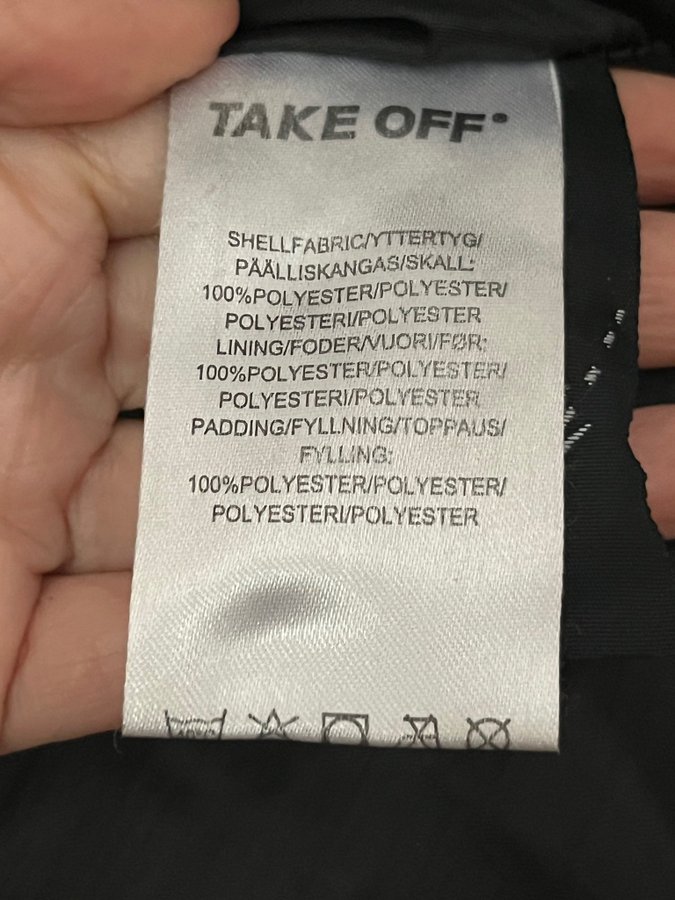 TAKE OFF
SHELLFABRIC/YTTERTYG/
PÄÄLLISKANGAS/SKALL:
100%POLYESTER/POLYESTER/
POLYESTERI/POLYESTER
LINING/FODER/VUORI/FØR:
100%POLYESTER/POLYESTER/
POLYESTERI/POLYESTER
PADDING/FYLLNING/TOPPAUS/
FYLLING:
100%POLYESTER/POLYESTER/
POLYESTERI/POLYESTER